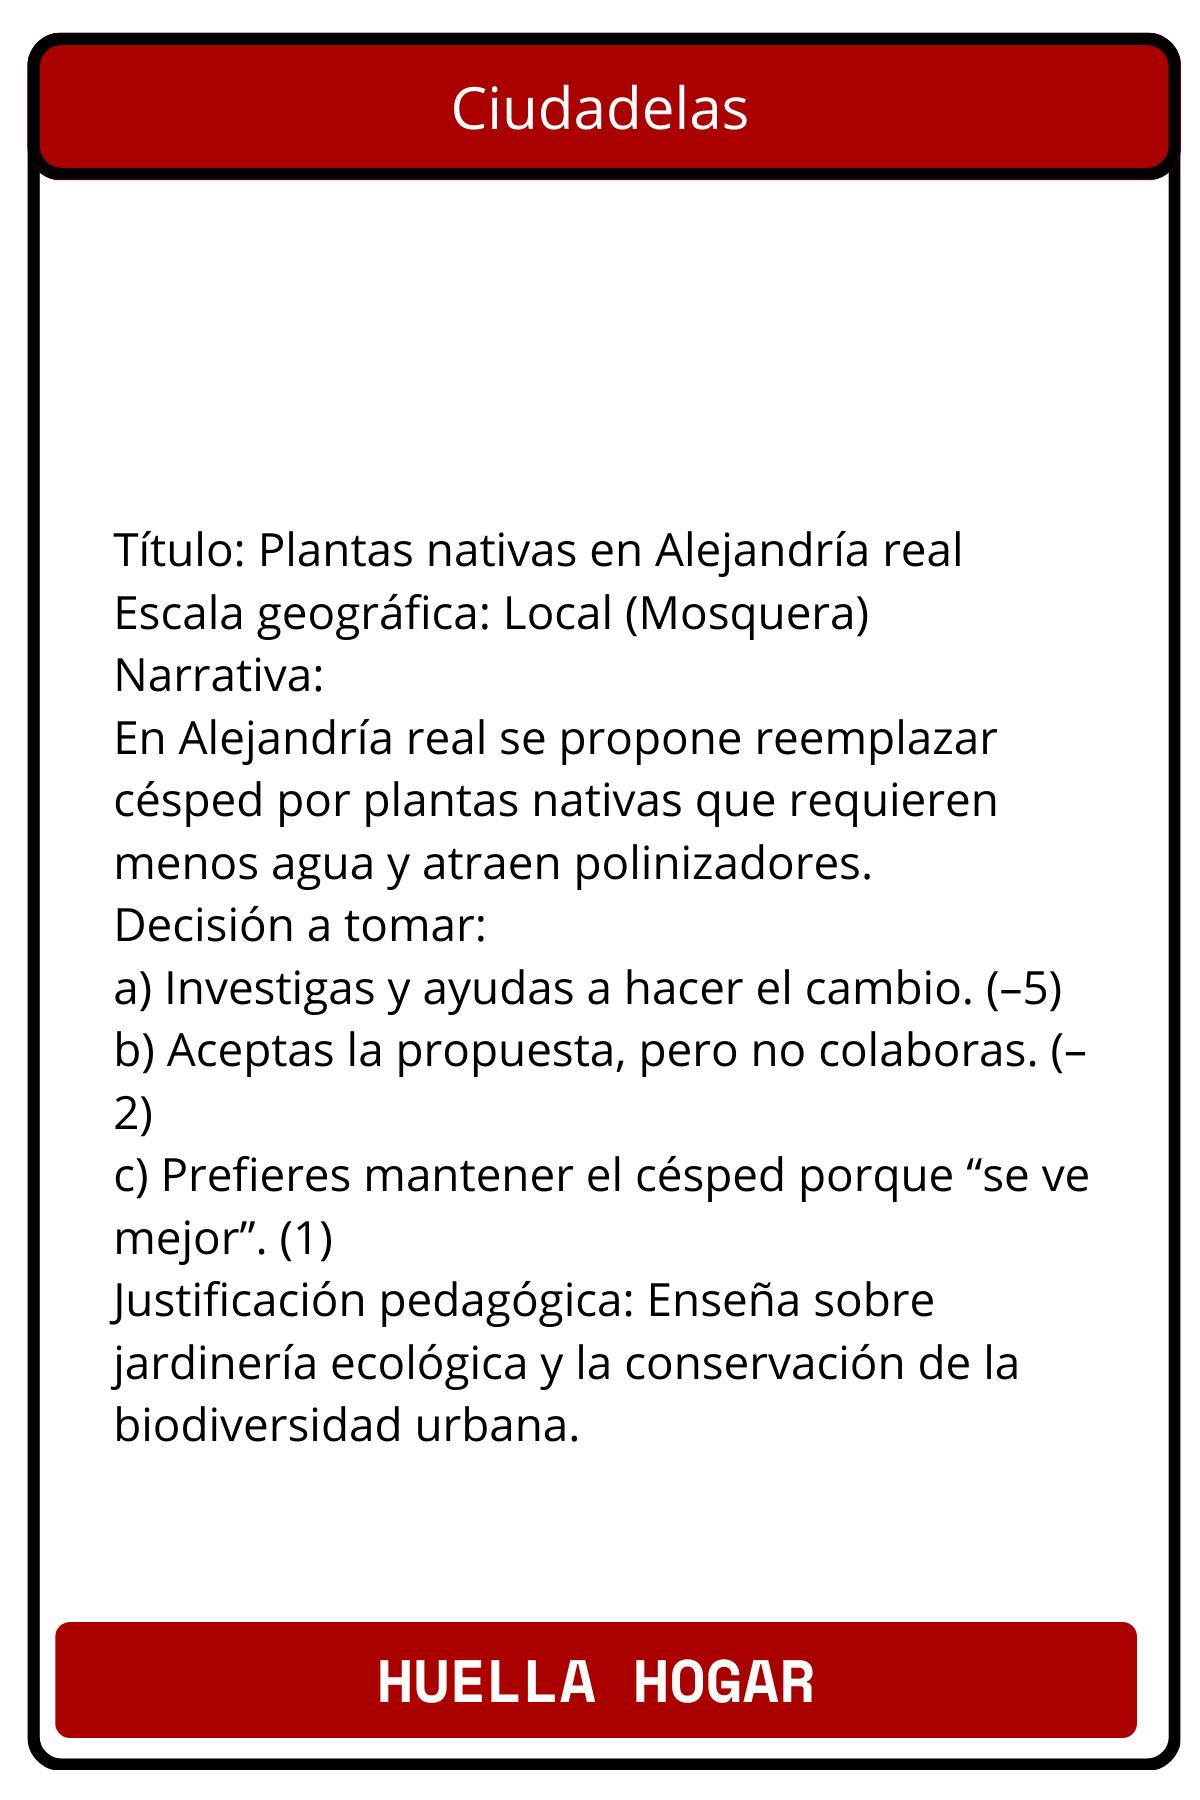 Ciudadelas
Título: Plantas nativas en Alejandría real
Escala geográfica: Local (Mosquera)
Narrativa:
En Alejandría real se propone reemplazar
césped por plantas nativas que requieren
menos agua y atraen polinizadores.
Decisión a tomar:
a) Investigas y ayudas a hacer el cambio. (–5)
b) Aceptas la propuesta, pero no colaboras. (–
2)
c) Prefieres mantener el césped porque “se ve
mejor”. (1)
Justificación pedagógica: Enseña sobre
jardinería ecológica y la conservación de la
biodiversidad urbana.
HUELLA HOGAR